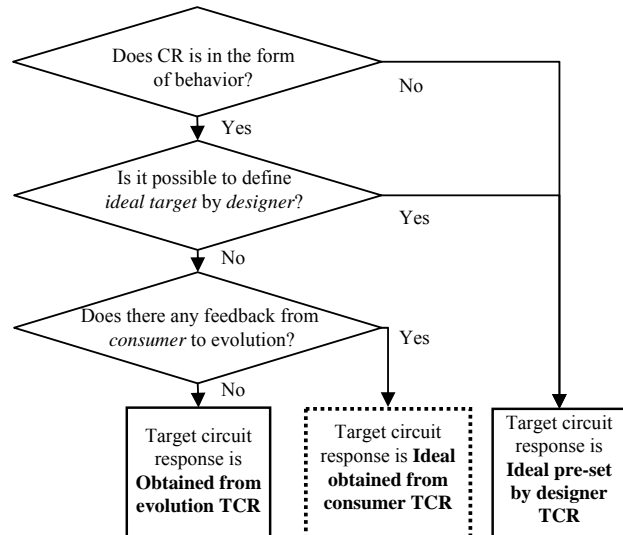 Does CR is in the form
of behavior?
No
Yes
Is it possible to define
ideal target by designer?
Yes
No
Does there any feedback from
consumer to evolution?
Yes
No
Target circuit
response is
Obtained from
evolution TCR
Target circuit
response is Ideal
obtained from
consumer TCR
Target circuit
response is
Ideal pre-set
by designer
TCR